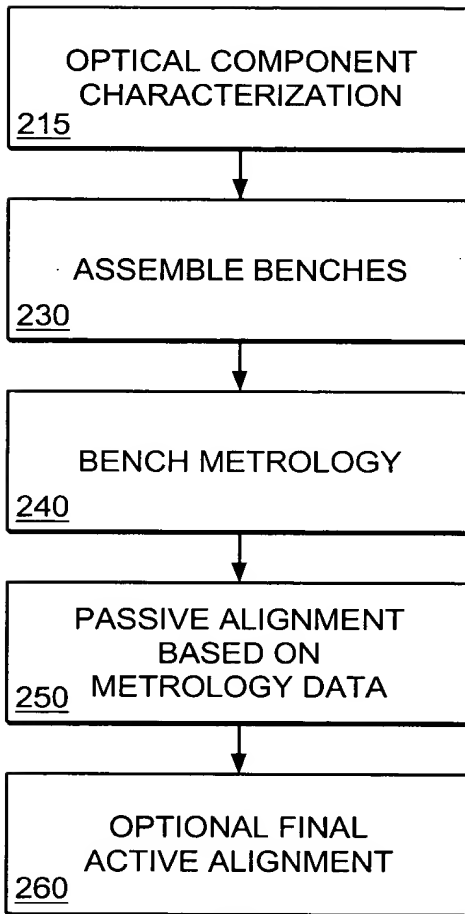 OPTICAL COMPONENT
CHARACTERIZATION
215
ASSEMBLE BENCHES
230
BENCH METROLOGY
240
PASSIVE ALIGNMENT
BASED ON
METROLOGY DATA
250
OPTIONAL FINAL
ACTIVE ALIGNMENT
260